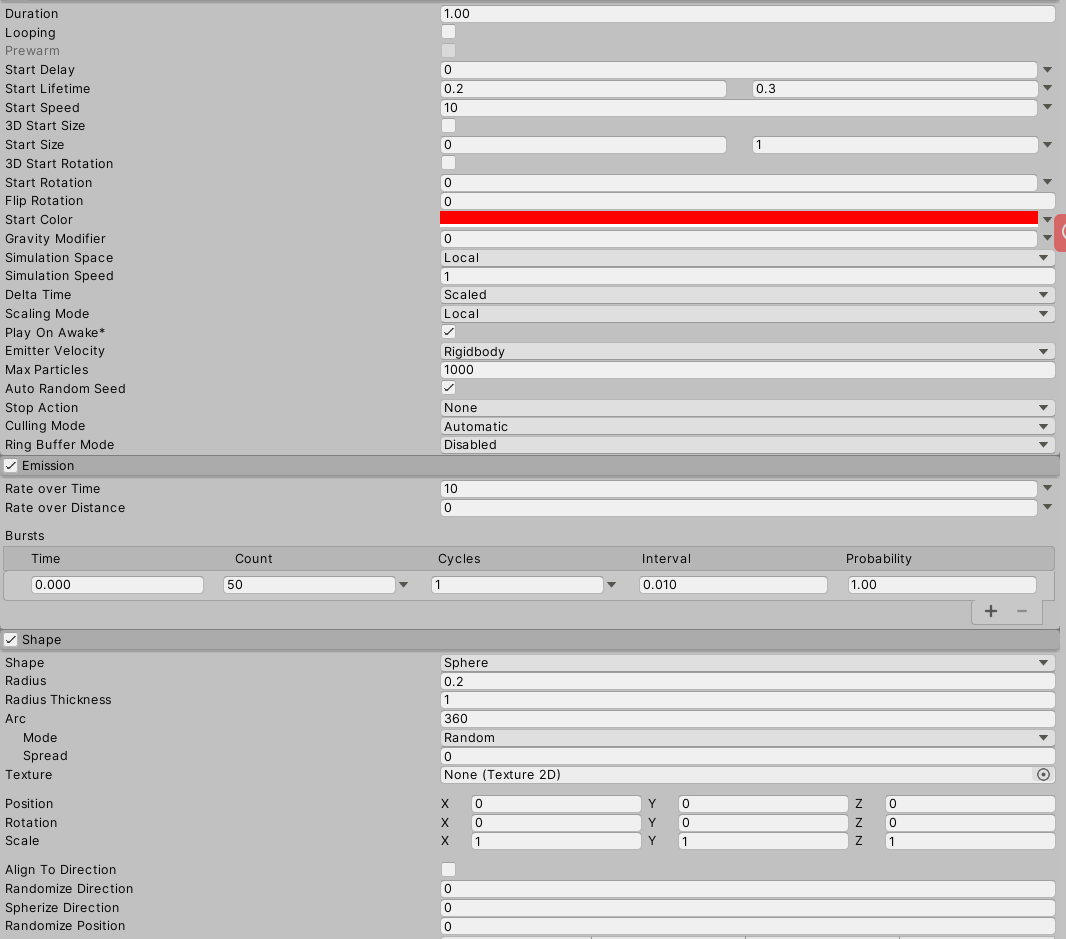 Duration 1.00
Looping
Prewarm
Start Delay 0
Start Lifetime 0.2 0.3
Start Speed 10
3D Start Size
Start Size 0 1
3D Start Rotation
Start Rotation 0
Flip Rotation 0
Start Color
Gravity Modifier 0
Simulation Space Local
Simulation Speed 1
Delta Time Scaled
Scaling Mode Local
Play On Awake*
Emitter Velocity Rigidbody
Max Particles 1000
Auto Random Seed
Stop Action None
Culling Mode Automatic
Ring Buffer Mode Disabled
Emission
Rate over Time 10
Rate over Distance 0
Bursts
Time Count Cycles Interval Probability
0.000 50 1 0.010 1.00
+ −
Shape
Shape Sphere
Radius 0.2
Radius Thickness 1
Arc 360
Mode Random
Spread 0
Texture None (Texture 2D)
Position X 0 Y 0 Z 0
Rotation X 0 Y 0 Z 0
Scale X 1 Y 1 Z 1
Align To Direction
Randomize Direction 0
Spherize Direction 0
Randomize Position 0